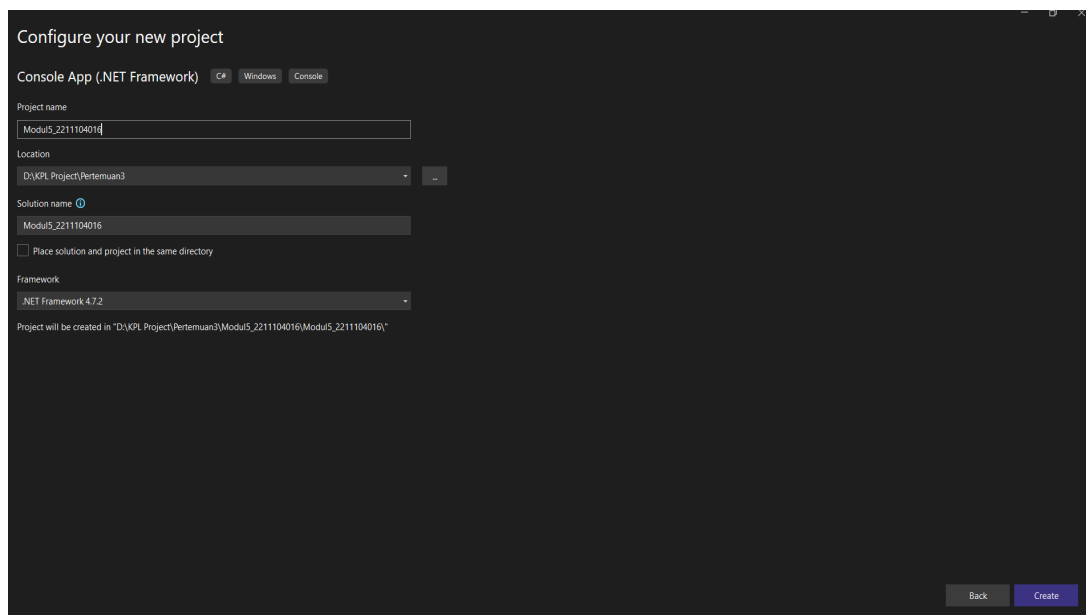 Configure your new project
Console App (.NET Framework) C# Windows Console
Project name
Modul5_2211104016
Location
D:\KPL Project\Pertemuan3
...
Solution name
Modul5_2211104016
Place solution and project in the same directory
Framework
.NET Framework 4.7.2
Project will be created in "D:\KPL Project\Pertemuan3\Modul5_2211104016\Modul5_2211104016\"
Back Create